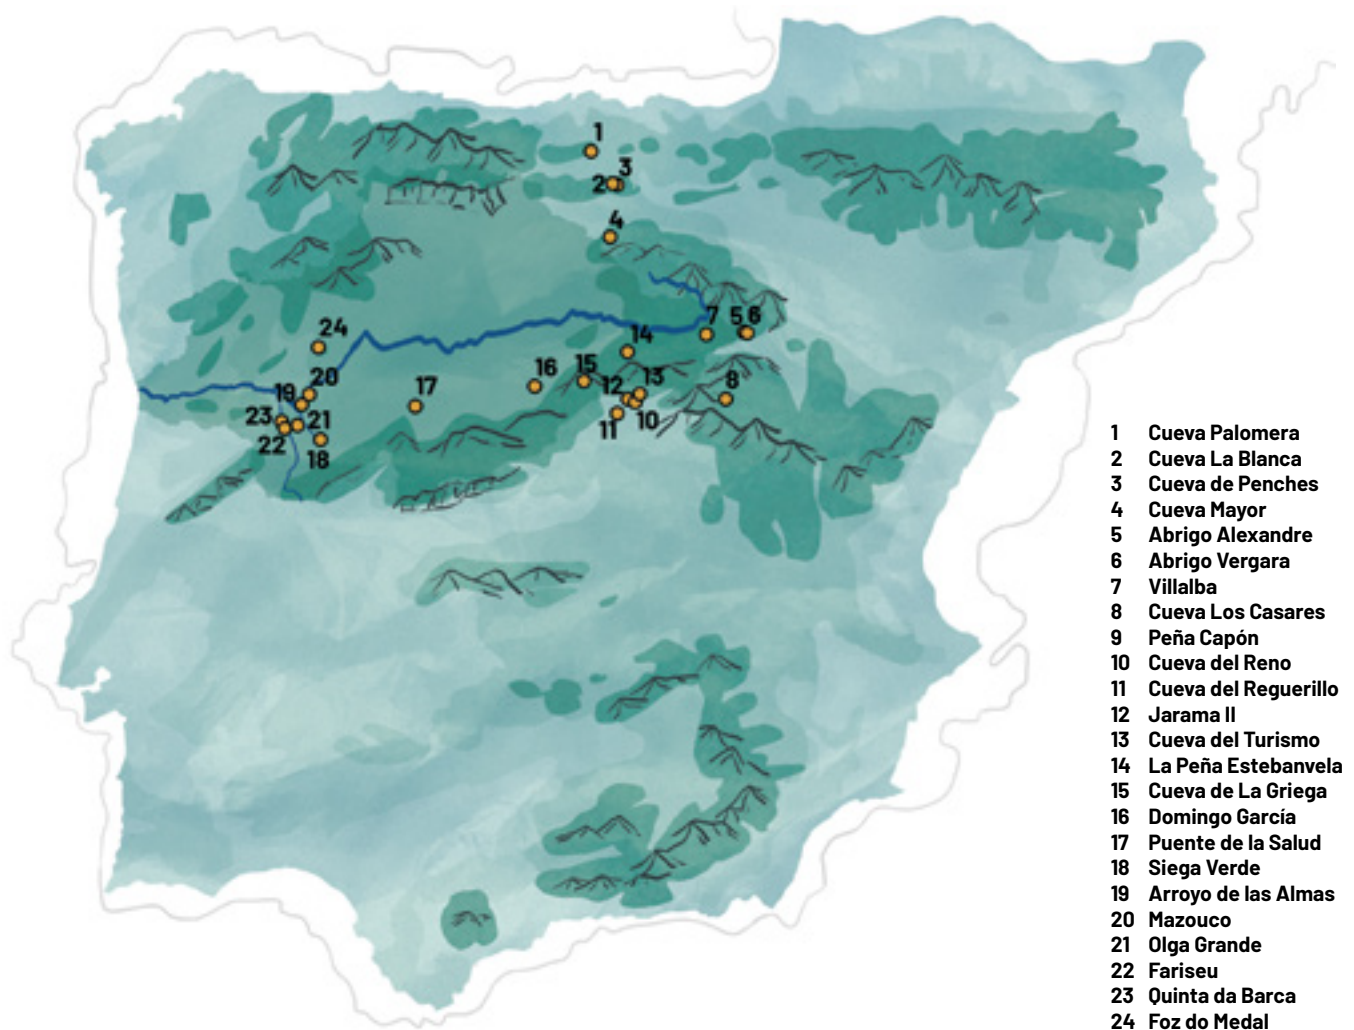 1
3
2
4
7
5
6
24
14
16
15
20
12
13
8
17
19
23
21
10
11
22
18
1 Cueva Palomera
2 Cueva La Blanca
3 Cueva de Penches
4 Cueva Mayor
5 Abrigo Alexandre
6 Abrigo Vergara
7 Villalba
8 Cueva Los Casares
9 Peña Capón
10 Cueva del Reno
11 Cueva del Reguerillo
12 Jarama II
13 Cueva del Turismo
14 La Peña Estebanvela
15 Cueva de La Griega
16 Domingo García
17 Puente de la Salud
18 Siega Verde
19 Arroyo de las Almas
20 Mazouco
21 Olga Grande
22 Fariseu
23 Quinta da Barca
24 Foz do Medal